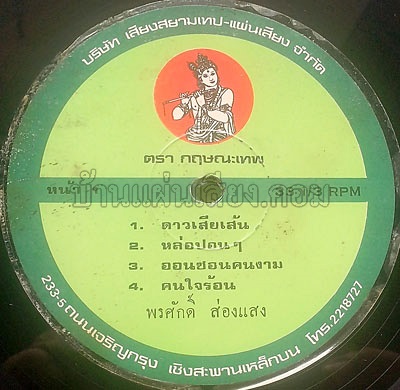 บริษัท เสียงสยามเทป-แผ่นเสียง จำกัด
ตรา กฤษณะเทพ
หน้า
33 1/3 RPM
บ้านแผ่นเสียง.คอม
1. ดาวเสียเส้น
2. หล่อปอนๆ
3. ออนซอนคนงาม
4. คนใจร้อน
พรศักดิ์ ส่องแสง
233-5 ถนนเจริญกรุง เชิงสะพานเหล็กบน โทร.2218727